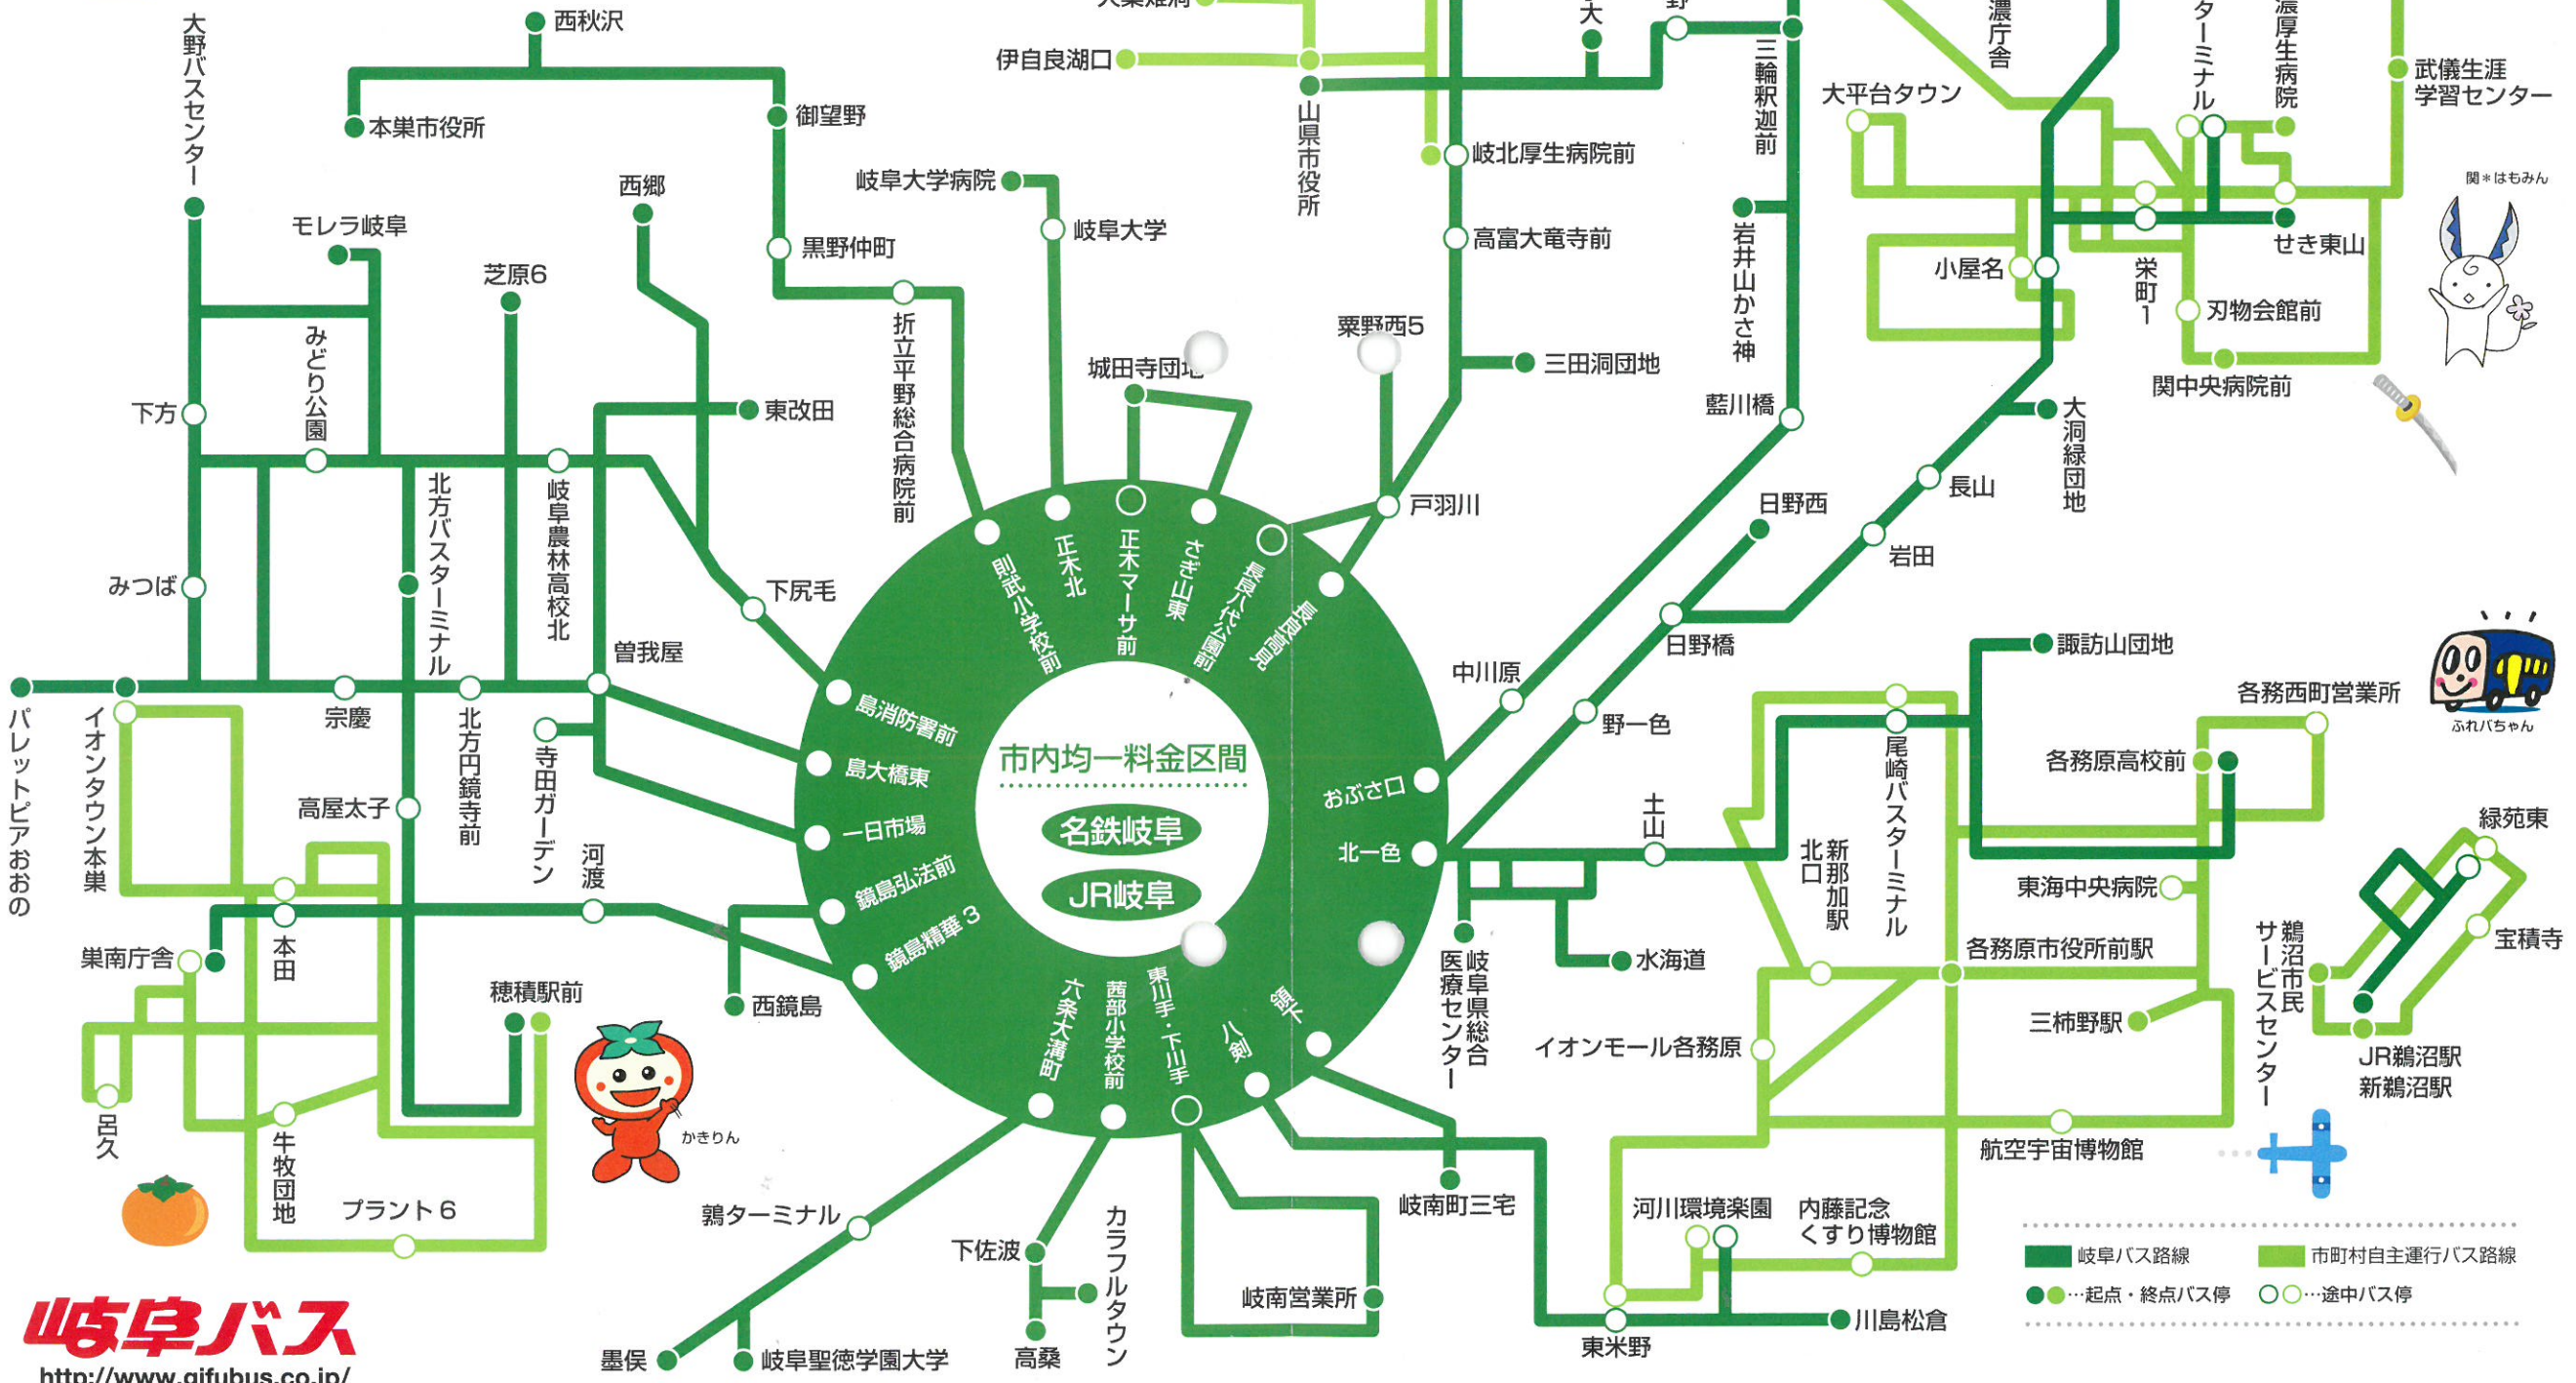 西秋沢
大野バスセンター
本巣市役所
御望野
伊自良湖口
大
三輪釈迦前
濃庁舎
ターミナル
濃厚生病院
武儀生涯
学習センター
大平台タウン
山県市役所
岐北厚生病院前
西郷
岐阜大学病院
岐阜大学
黒野仲町
モレラ岐阜
芝原6
高富大竜寺前
岩井山かさ神
小屋名
栄町1
せき東山
関*はもみん
刃物会館前
関中央病院前
みどり公園
折立平野総合病院前
城田寺団地
粟野西5
三田洞団地
下方
東改田
藍川橋
大洞緑団地
長山
北方バスターミナル
岐阜農林高校北
戸羽川
日野西
岩田
みつば
下尻毛
則武小学校前
正木北
正木マーサ前
さぎ山東
長良八代公園前
長良高見
日野橋
曽我屋
諏訪山団地
パレットピアおおの
イオンタウン本巣
宗慶
北方円鏡寺前
寺田ガーデン
島消防署前
島大橋東
一日市場
鏡島弘法前
鏡島精華3
市内均一料金区間
名鉄岐阜
JR岐阜
おぶさ口
北一色
中川原
野一色
土山
尾崎バスターミナル
各務西町営業所
ふれバちゃん
各務原高校前
緑苑東
高屋太子
河渡
新那加駅
北口
東海中央病院
宝積寺
巣南庁舎
本田
穂積駅前
西鏡島
岐阜県総合
医療センター
水海道
各務原市役所前駅
鵜沼市民
サービスセンター
三柿野駅
JR鵜沼駅
新鵜沼駅
イオンモール各務原
六条大溝町
茜部小学校前
東川手・下川手
八剣
領下
呂久
牛牧団地
かきりん
航空宇宙博物館
プラント6
鶉ターミナル
下佐波
カラフルタウン
岐南町三宅
岐南営業所
河川環境楽園
内藤記念
くすり博物館
墨俣
岐阜聖徳学園大学
高桑
東米野
川島松倉
岐阜バス路線
市町村自主運行バス路線
…起点・終点バス停
…途中バス停
岐阜バス
http://www.gifubus.co.jp/